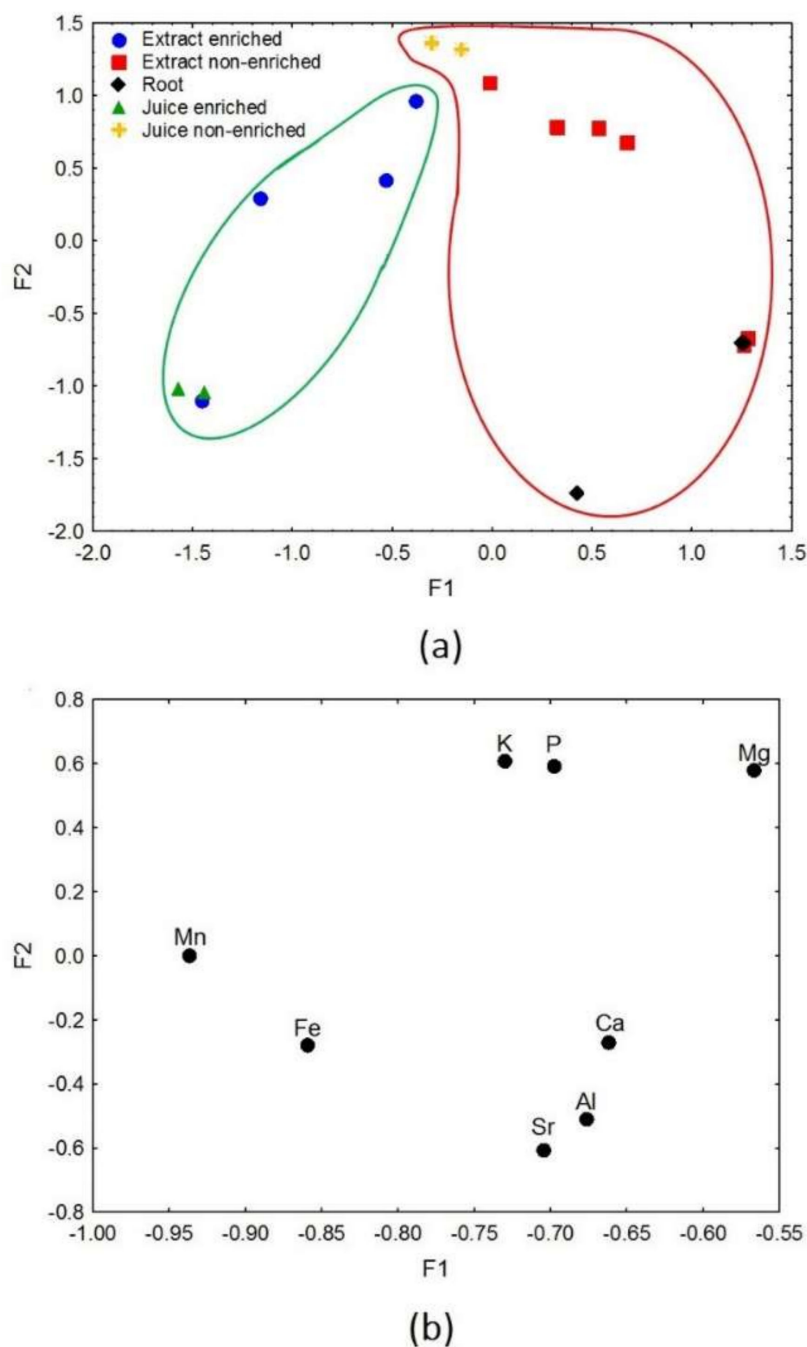 1.5
1.0
0.5
0.0
-0.5
-1.0
-1.5
-2.0
F2
Extract enriched
Extract non-enriched
Root
Juice enriched
Juice non-enriched
-2.0 -1.5 -1.0 -0.5 0.0 0.5 1.0 1.5
F1
(a)
0.8
0.6
0.4
0.2
0.0
-0.2
-0.4
-0.6
-0.8
F2
K P Mg
Mn
Fe Ca
Sr Al
-1.00 -0.95 -0.90 -0.85 -0.80 -0.75 -0.70 -0.65 -0.60 -0.55
F1
(b)